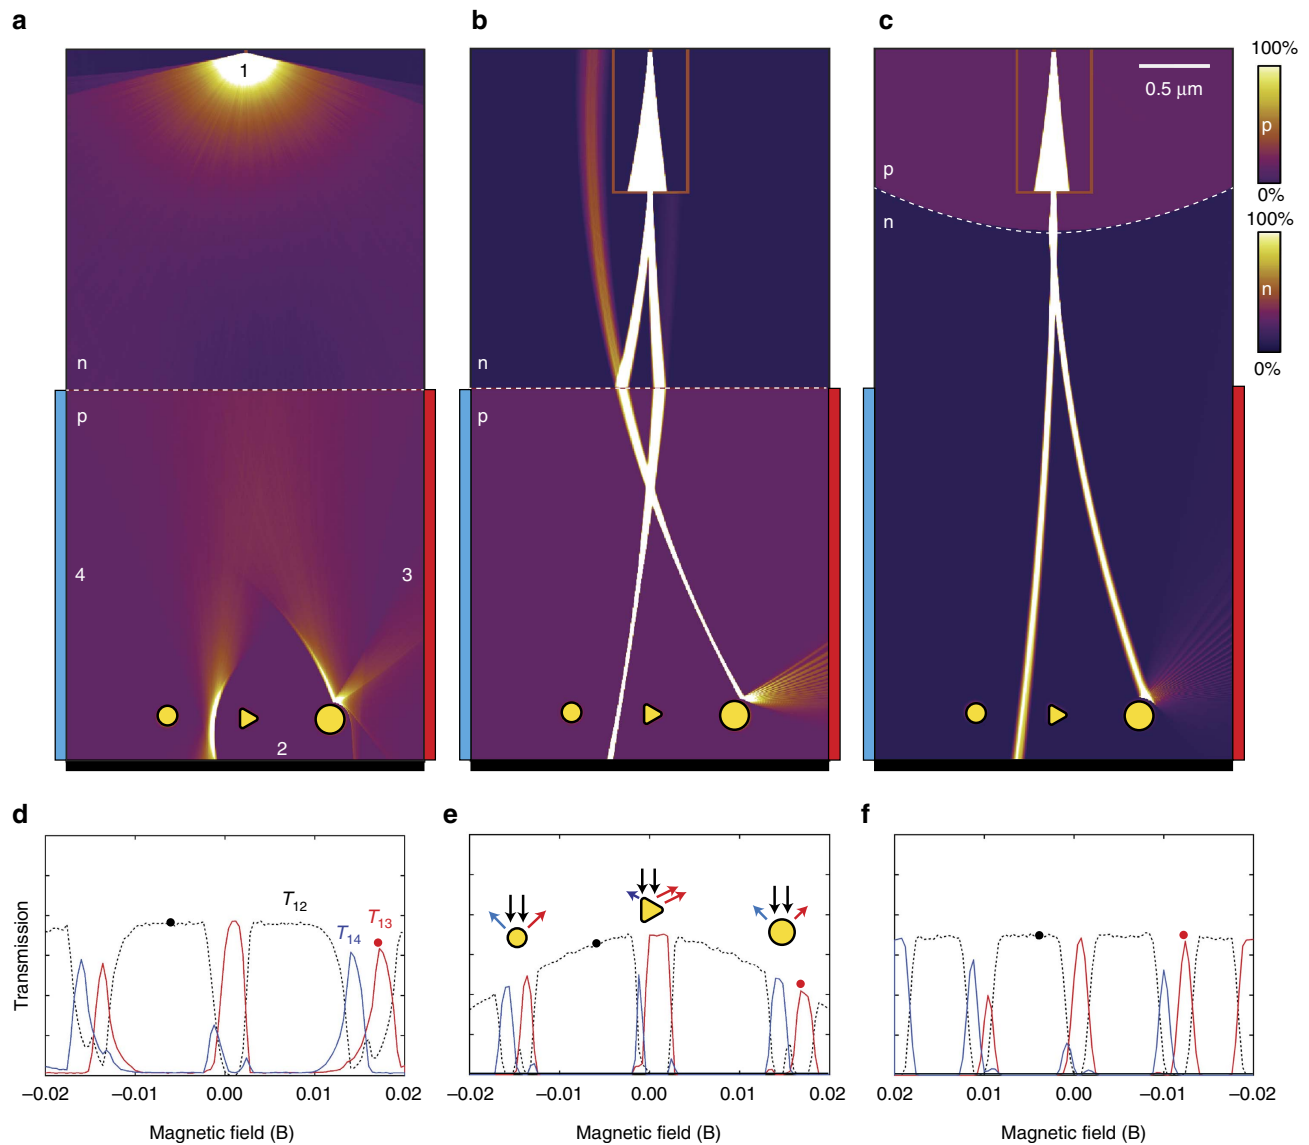 a
b
c
1
n
p
4
3
2
n
p
p
n
0.5 μm
100%
p
0%
100%
n
0%
d
e
f
Transmission
T12
T14
T13
–0.02
–0.01
0.00
0.01
0.02
Magnetic field (B)
–0.02
–0.01
0.00
0.01
0.02
Magnetic field (B)
0.02
0.01
0.00
–0.01
–0.02
Magnetic field (B)